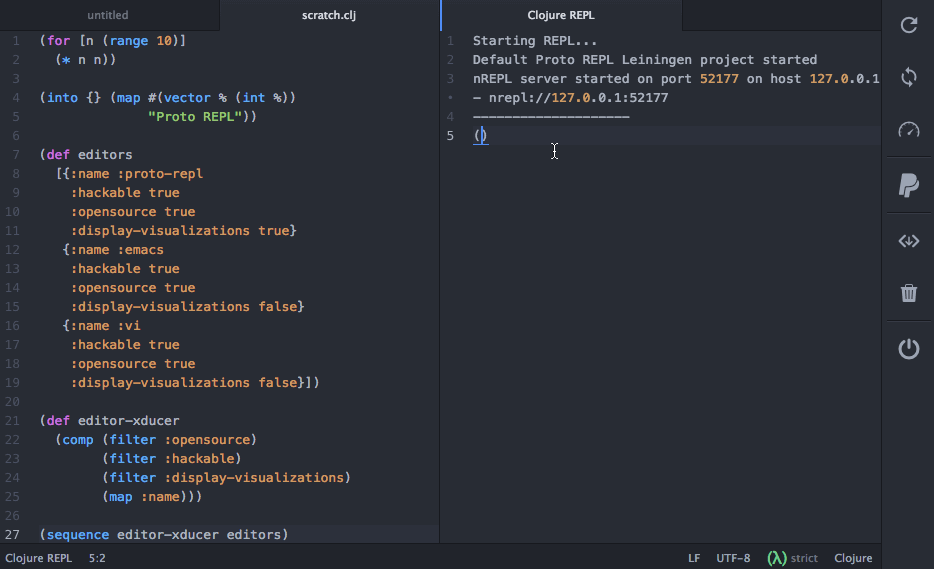 untitled
scratch.clj
1 (for [n (range 10)]
2   (* n n))
3
4 (into {} (map #(vector % (int %))
5               "Proto REPL"))
6
7 (def editors
8   [{:name :proto-repl
9     :hackable true
10     :opensource true
11     :display-visualizations true}
12    {:name :emacs
13     :hackable true
14     :opensource true
15     :display-visualizations false}
16    {:name :vi
17     :hackable true
18     :opensource true
19     :display-visualizations false}])
20
21 (def editor-xducer
22   (comp (filter :opensource)
23         (filter :hackable)
24         (filter :display-visualizations)
25         (map :name)))
26
27 (sequence editor-xducer editors)
Clojure REPL
1 Starting REPL...
2 Default Proto REPL Leiningen project started
3 nREPL server started on port 52177 on host 127.0.0.1
• - nrepl://127.0.0.1:52177
4 --------------------
5 ()
Clojure REPL 5:2
LF UTF-8 (λ) strict Clojure